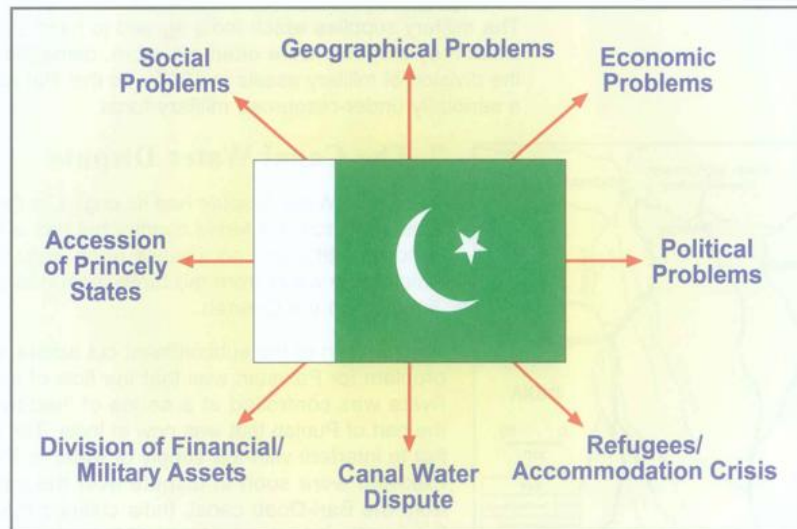 Social
Problems
Geographical Problems
Economic
Problems
Accession
of Princely
States
Political
Problems
Division of Financial/
Military Assets
Canal Water
Dispute
Refugees/
Accommodation Crisis